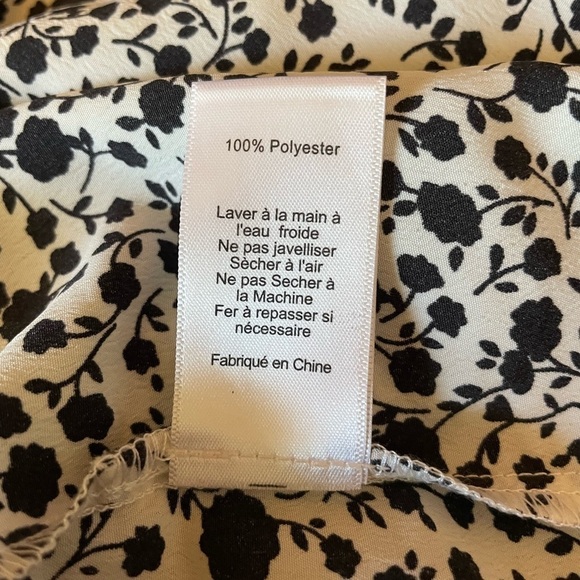 100% Polyester
Laver à la main à
l'eau froide
Ne pas javelliser
Sècher à l'air
Ne pas Secher à
la Machine
Fer à repasser si
nécessaire
Fabriqué en Chine